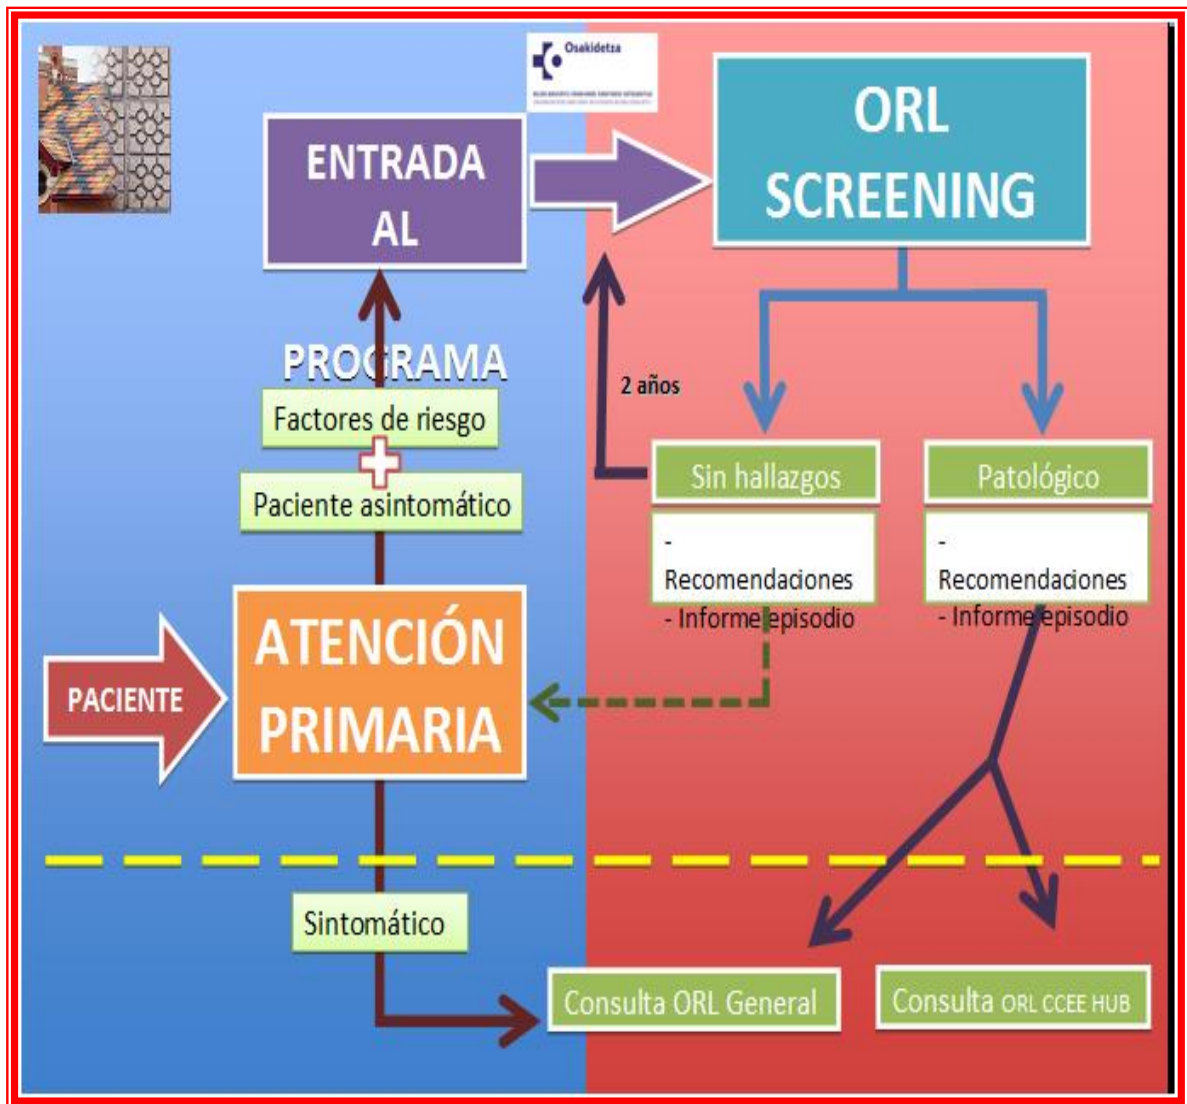 Osakidetza
ENTRADA
AL
PROGRAMA
ORL
SCREENING
Factores de riesgo
Paciente asintomático
2 años
Sin hallazgos
-
Recomendaciones
- Informe episodio
Patológico
-
Recomendaciones
- Informe episodio
PACIENTE
ATENCIÓN
PRIMARIA
Sintomático
Consulta ORL General
Consulta ORL CCEE HUB